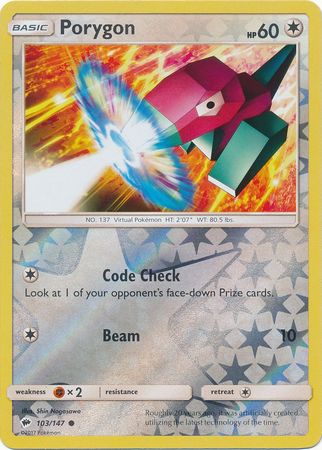 BASIC Porygon HP 60
NO. 137 Virtual Pokémon HT: 2'07" WT: 80.5 lbs.
Code Check
Look at 1 of your opponent's face-down Prize cards.
Beam 10
weakness ×2 resistance retreat
Illus. Shin Nagasawa
103/147
©2017 Pokémon
Roughly 20 years ago, it was artificially created
utilizing the latest technology of the time.